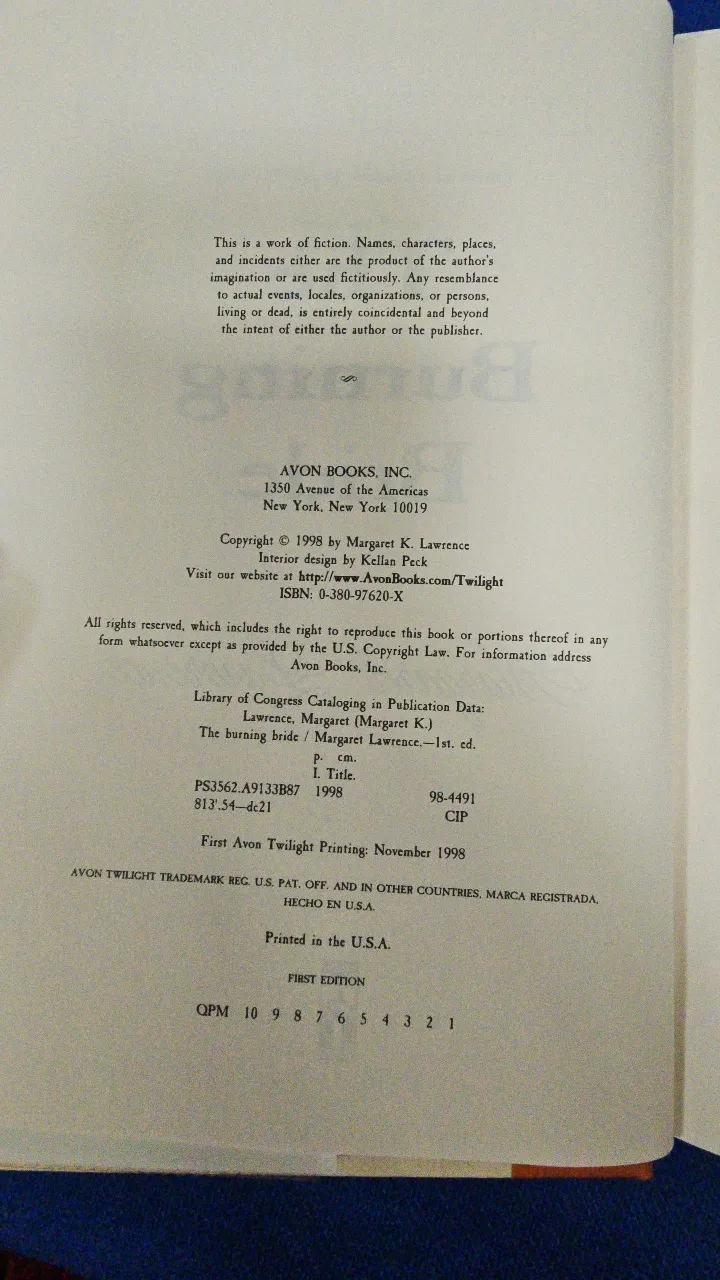 This is a work of fiction. Names, characters, places,
and incidents either are the product of the author's
imagination or are used fictitiously. Any resemblance
to actual events, locales, organizations, or persons,
living or dead, is entirely coincidental and beyond
the intent of either the author or the publisher.
AVON BOOKS, INC.
1350 Avenue of the Americas
New York, New York 10019
Copyright © 1998 by Margaret K. Lawrence
Interior design by Kellan Peck
Visit our website at http://www.AvonBooks.com/Twilight
ISBN: 0-380-97620-X
All rights reserved, which includes the right to reproduce this book or portions thereof in any
form whatsoever except as provided by the U.S. Copyright Law. For information address
Avon Books, Inc.
Library of Congress Cataloging in Publication Data:
Lawrence, Margaret (Margaret K.)
The burning bride / Margaret Lawrence.—1st. ed.
p. cm.
I. Title.
PS3562.A9133B87 1998 98-4491
813'.54—dc21 CIP
First Avon Twilight Printing: November 1998
AVON TWILIGHT TRADEMARK REG. U.S. PAT. OFF. AND IN OTHER COUNTRIES, MARCA REGISTRADA,
HECHO EN U.S.A.
Printed in the U.S.A.
FIRST EDITION
QPM 10 9 8 7 6 5 4 3 2 1